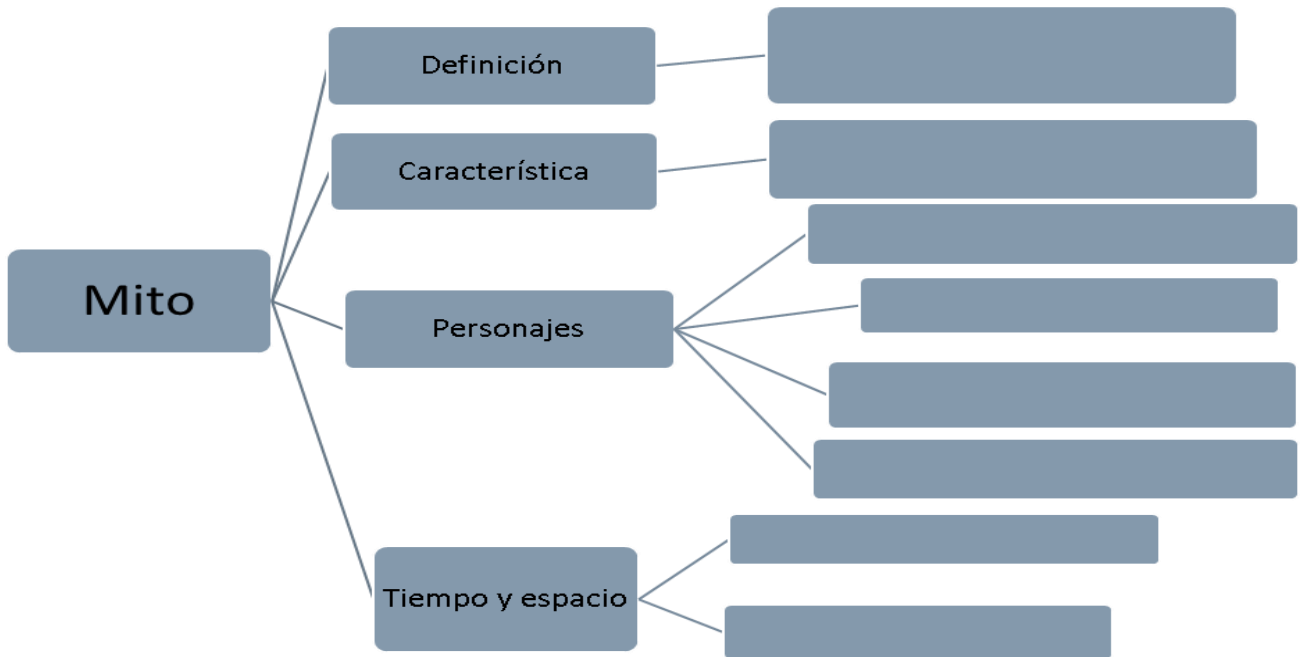 Definición
Característica
Mito
Personajes
Tiempo y espacio